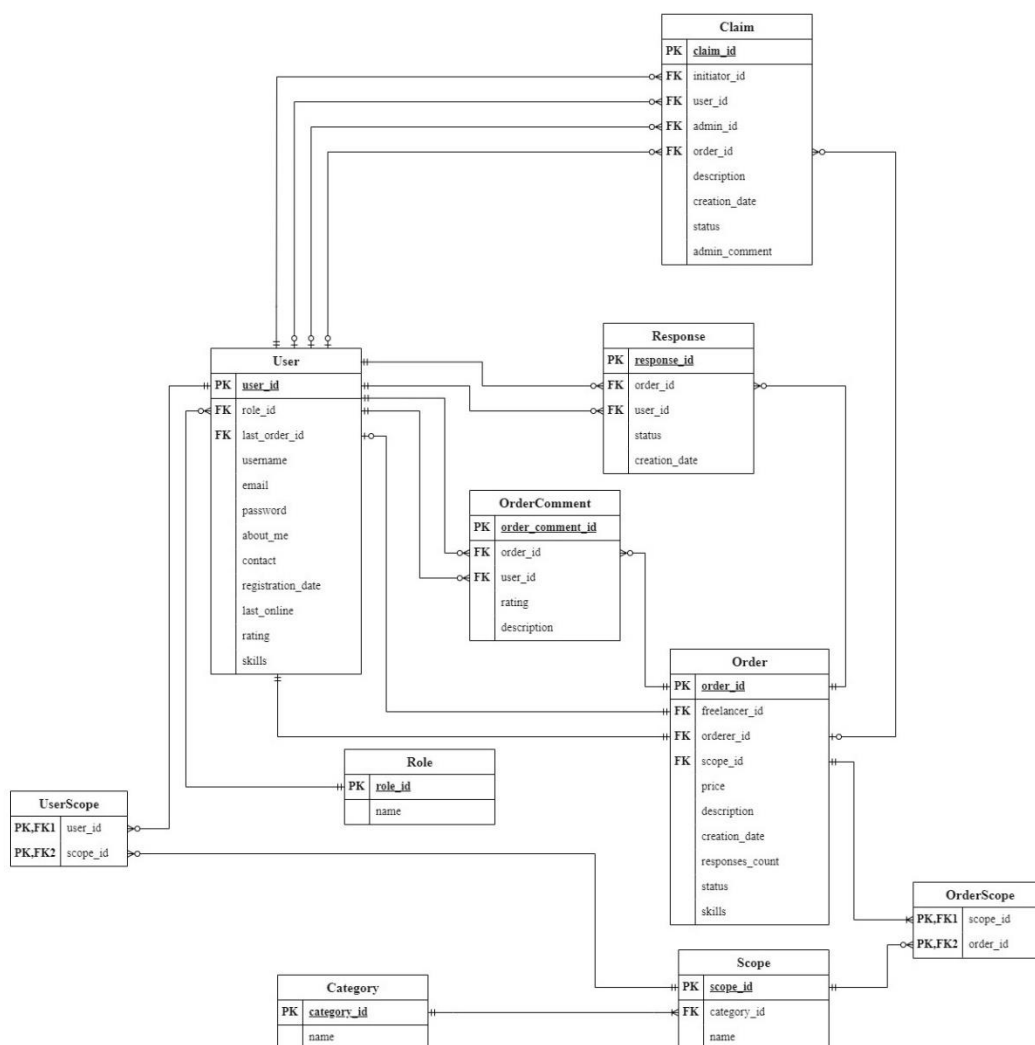 Claim
PK claim_id
FK initiator_id
FK user_id
FK admin_id
FK order_id
description
creation_date
status
admin_comment
Response
PK response_id
FK order_id
FK user_id
status
creation_date
User
PK user_id
FK role_id
FK last_order_id
username
email
password
about_me
contact
registration_date
last_online
rating
skills
OrderComment
PK order_comment_id
FK order_id
FK user_id
rating
description
Order
PK order_id
FK freelancer_id
FK orderer_id
FK scope_id
price
description
creation_date
responses_count
status
skills
Role
PK role_id
name
UserScope
PK,FK1 user_id
PK,FK2 scope_id
OrderScope
PK,FK1 scope_id
PK,FK2 order_id
Scope
PK scope_id
FK category_id
name
Category
PK category_id
name